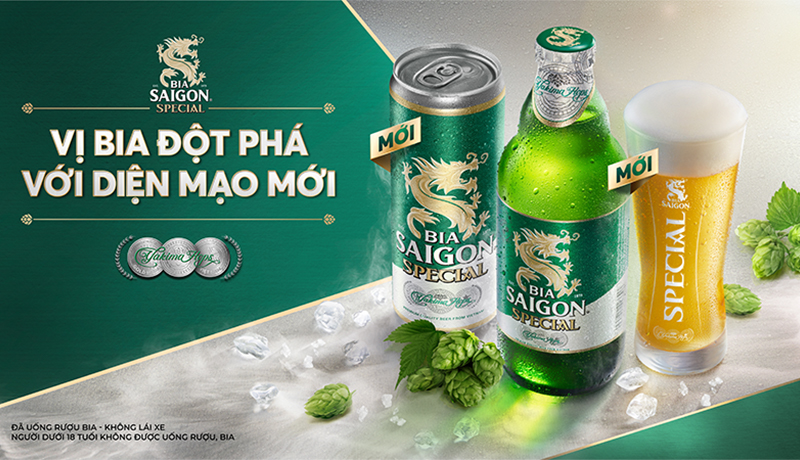 BIA
SAIGON
SPECIAL
VỊ BIA ĐỘT PHÁ
VỚI DIỆN MẠO MỚI
Yakima Hops
MỚI
BIA
SAIGON
SPECIAL
Yakima Hops
MỚI
BIA
SAIGON
SPECIAL
SAIGON
SPECIAL
ĐÃ UỐNG RƯỢU BIA - KHÔNG LÁI XE
NGƯỜI DƯỚI 18 TUỔI KHÔNG ĐƯỢC UỐNG RƯỢU, BIA